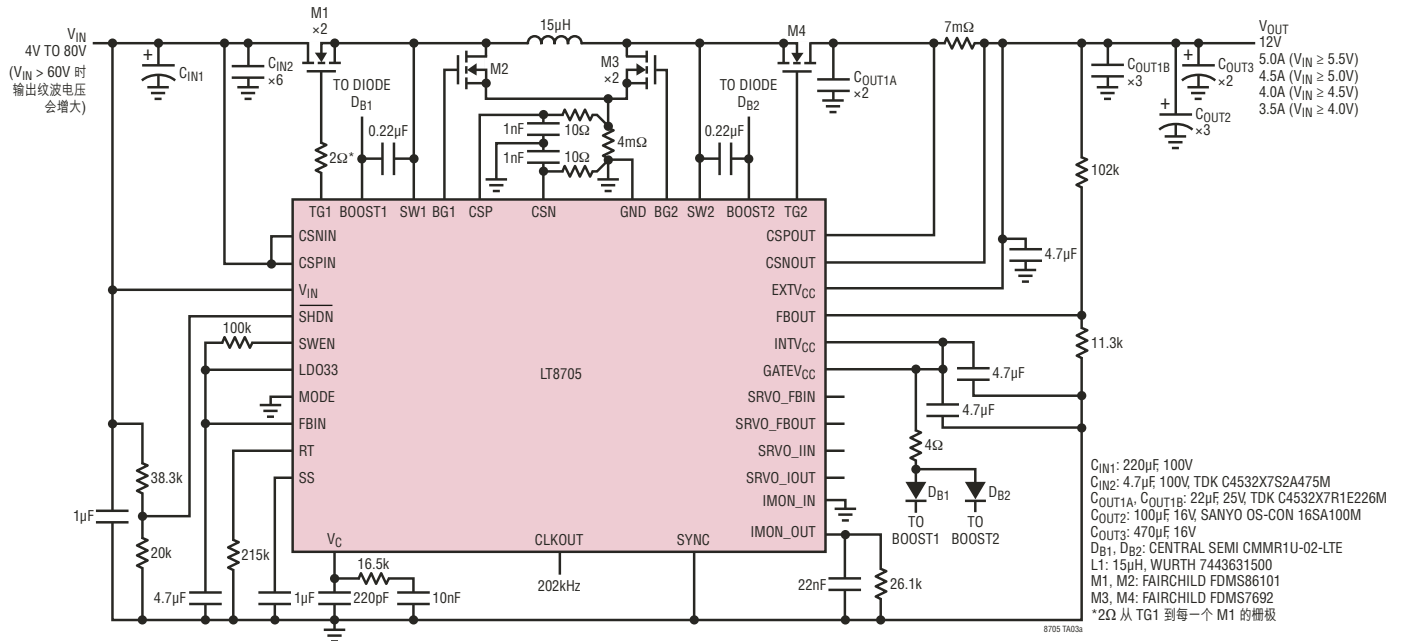 VIN
4V TO 80V
(VIN > 60V 时
输出纹波电压
会增大)
+
CIN1
CIN2
×6
M1
×2
2Ω*
TO DIODE
DB1
0.22µF
M2
15µH
M3
×2
1nF
10Ω
1nF
10Ω
4mΩ
TO DIODE
DB2
0.22µF
M4
COUT1A
×2
7mΩ
COUT1B
×3
+
COUT3
×2
+
COUT2
×3
VOUT
12V
5.0A (VIN ≥ 5.5V)
4.5A (VIN ≥ 5.0V)
4.0A (VIN ≥ 4.5V)
3.5A (VIN ≥ 4.0V)
TG1 BOOST1 SW1 BG1 CSP CSN GND BG2 SW2 BOOST2 TG2
CSNIN
CSPIN
VIN
SHDN
SWEN
LDO33
MODE
FBIN
RT
SS
LT8705
CSPOUT
CSNOUT
EXTVCC
FBOUT
INTVCC
GATEVCC
SRVO_FBIN
SRVO_FBOUT
SRVO_IIN
SRVO_IOUT
IMON_IN
IMON_OUT
VC CLKOUT SYNC
100k
38.3k
1µF
20k
4.7µF
215k
1µF
16.5k
220pF
10nF
202kHz
102k
4.7µF
11.3k
4.7µF
4.7µF
4Ω
DB1
DB2
TO
BOOST1
TO
BOOST2
22nF
26.1k
CIN1: 220µF, 100V
CIN2: 4.7µF, 100V, TDK C4532X7S2A475M
COUT1A, COUT1B: 22µF, 25V, TDK C4532X7R1E226M
COUT2: 100µF, 16V, SANYO OS-CON 16SA100M
COUT3: 470µF, 16V
DB1, DB2: CENTRAL SEMI CMMR1U-02-LTE
L1: 15µH, WURTH 7443631500
M1, M2: FAIRCHILD FDMS86101
M3, M4: FAIRCHILD FDMS7692
*2Ω 从 TG1 到每一个 M1 的栅极
8705 TA03a